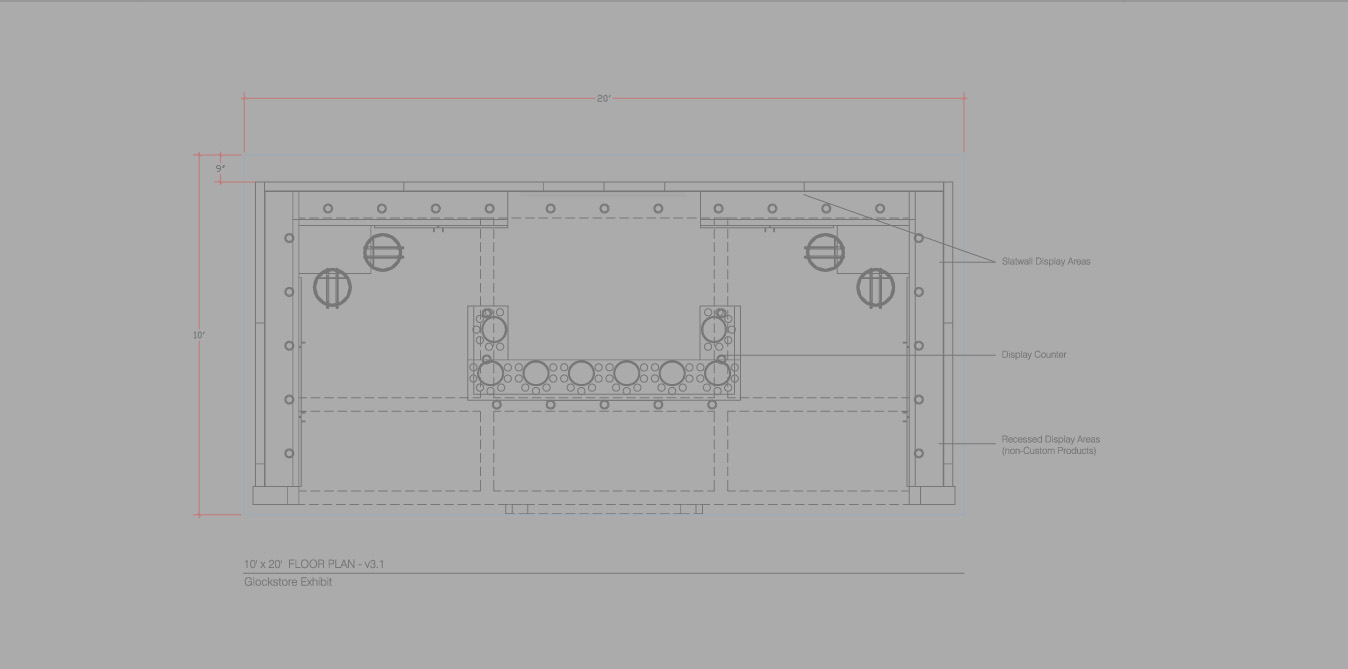 20'
9"
10'
Slatwall Display Areas
Display Counter
Recessed Display Areas
(non-Custom Products)
10' x 20' FLOOR PLAN - v3.1
Glockstore Exhibit